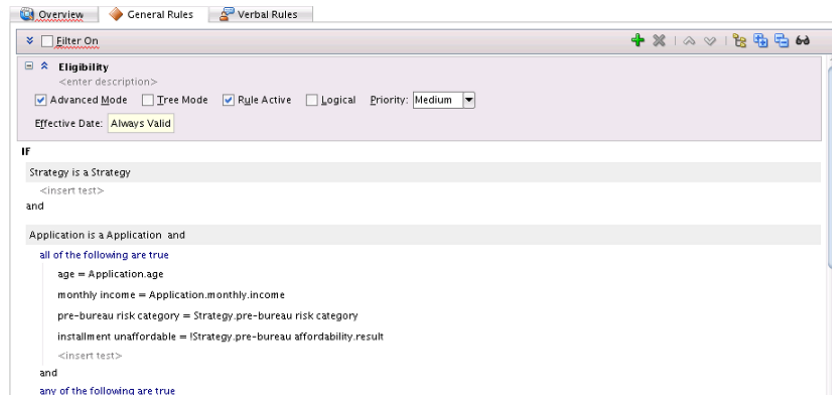 Overview General Rules Verbal Rules
Filter On
Eligibility
<enter description>
Advanced Mode Tree Mode Rule Active Logical Priority: Medium
Effective Date: Always Valid
IF
Strategy is a Strategy
<insert test>
and
Application is a Application and
all of the following are true
age = Application.age
monthly income = Application.monthly.income
pre-bureau risk category = Strategy.pre-bureau risk category
installment unaffordable = !Strategy.pre-bureau affordability.result
<insert test>
and
any of the following are true